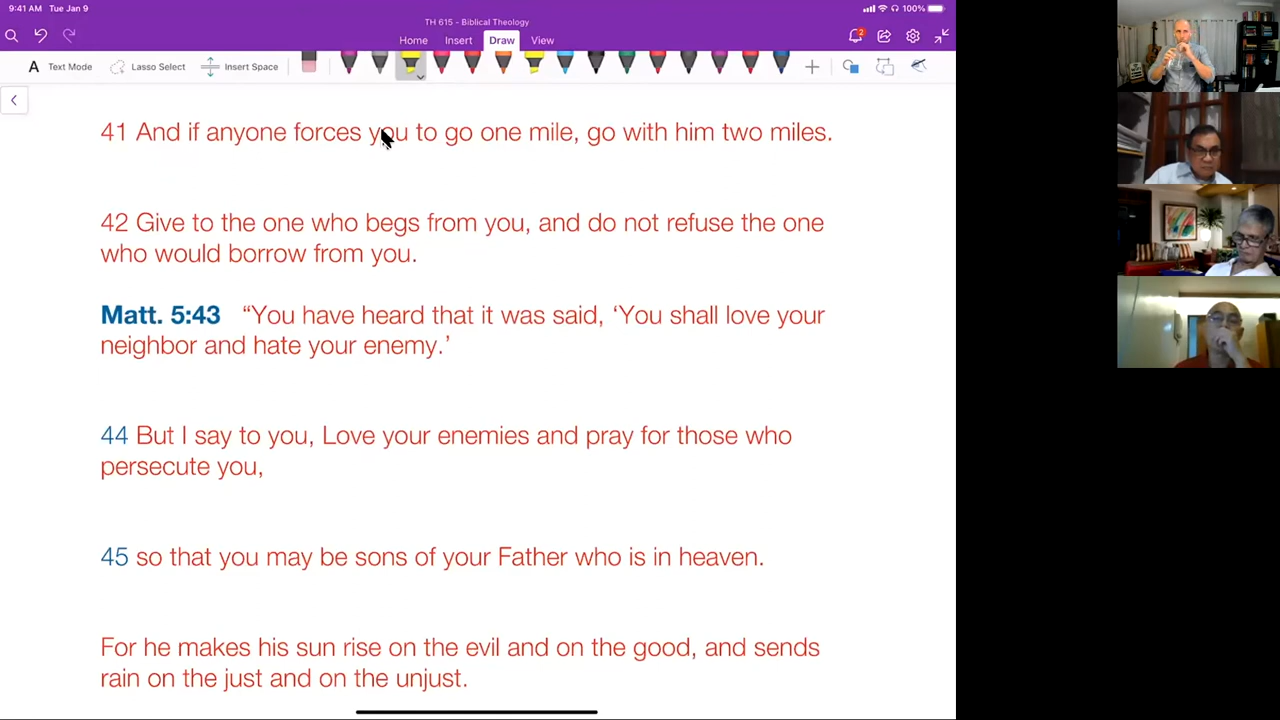 9:41 AM Tue Jan 9
100%
TH 615 - Biblical Theology
Home Insert Draw View
2
A Text Mode Lasso Select Insert Space
41 And if anyone forces you to go one mile, go with him two miles.
42 Give to the one who begs from you, and do not refuse the one
who would borrow from you.
Matt. 5:43 “You have heard that it was said, ‘You shall love your
neighbor and hate your enemy.’
44 But I say to you, Love your enemies and pray for those who
persecute you,
45 so that you may be sons of your Father who is in heaven.
For he makes his sun rise on the evil and on the good, and sends
rain on the just and on the unjust.